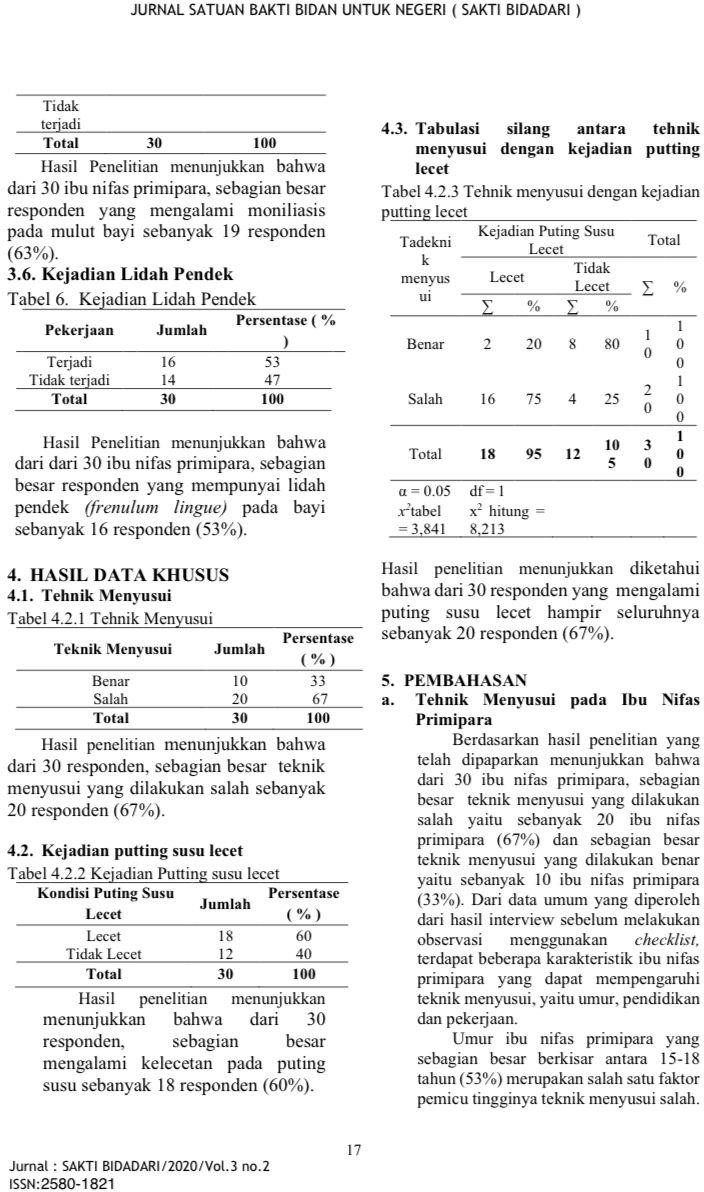 JURNAL SATUAN BAKTI BIDAN UNTUK NEGERI ( SAKTI BIDADARI )
Tidak
terjadi
Total 30 100
Hasil Penelitian menunjukkan bahwa
dari 30 ibu nifas primipara, sebagian besar
responden yang mengalami moniliasis
pada mulut bayi sebanyak 19 responden
(63%).
3.6. Kejadian Lidah Pendek
Tabel 6. Kejadian Lidah Pendek
Pekerjaan Jumlah Persentase ( %
)
Terjadi 16 53
Tidak terjadi 14 47
Total 30 100
Hasil Penelitian menunjukkan bahwa
dari dari 30 ibu nifas primipara, sebagian
besar responden yang mempunyai lidah
pendek (frenulum lingue) pada bayi
sebanyak 16 responden (53%).
4. HASIL DATA KHUSUS
4.1. Tehnik Menyusui
Tabel 4.2.1 Tehnik Menyusui
Teknik Menyusui Jumlah Persentase
( % )
Benar 10 33
Salah 20 67
Total 30 100
Hasil penelitian menunjukkan bahwa
dari 30 responden, sebagian besar teknik
menyusui yang dilakukan salah sebanyak
20 responden (67%).
4.2. Kejadian putting susu lecet
Tabel 4.2.2 Kejadian Putting susu lecet
Kondisi Puting Susu
Lecet Jumlah Persentase
( % )
Lecet 18 60
Tidak Lecet 12 40
Total 30 100
Hasil penelitian menunjukkan
menunjukkan bahwa dari 30
responden, sebagian besar
mengalami kelecetan pada puting
susu sebanyak 18 responden (60%).
4.3. Tabulasi silang antara tehnik
menyusui dengan kejadian putting
lecet
Tabel 4.2.3 Tehnik menyusui dengan kejadian
putting lecet
Tadekni
k
menyus
ui
Kejadian Puting Susu
Lecet
Total
Lecet
Tidak
Lecet
∑ %
∑ % ∑ %
Benar 2 20 8 80 1
0 1
0
0
Salah 16 75 4 25 2
0 1
0
0
Total 18 95 12 10
5 3
0 1
0
0
α = 0.05 df = 1
x²tabel x² hitung =
= 3,841 8,213
Hasil penelitian menunjukkan diketahui
bahwa dari 30 responden yang mengalami
puting susu lecet hampir seluruhnya
sebanyak 20 responden (67%).
5. PEMBAHASAN
a. Tehnik Menyusui pada Ibu Nifas
Primipara
Berdasarkan hasil penelitian yang
telah dipaparkan menunjukkan bahwa
dari 30 ibu nifas primipara, sebagian
besar teknik menyusui yang dilakukan
salah yaitu sebanyak 20 ibu nifas
primipara (67%) dan sebagian besar
teknik menyusui yang dilakukan benar
yaitu sebanyak 10 ibu nifas primipara
(33%). Dari data umum yang diperoleh
dari hasil interview sebelum melakukan
observasi menggunakan checklist,
terdapat beberapa karakteristik ibu nifas
primipara yang dapat mempengaruhi
teknik menyusui, yaitu umur, pendidikan
dan pekerjaan.
Umur ibu nifas primipara yang
sebagian besar berkisar antara 15-18
tahun (53%) merupakan salah satu faktor
pemicu tingginya teknik menyusui salah.
17
Jurnal : SAKTI BIDADARI/2020/Vol.3 no.2
ISSN:2580-1821